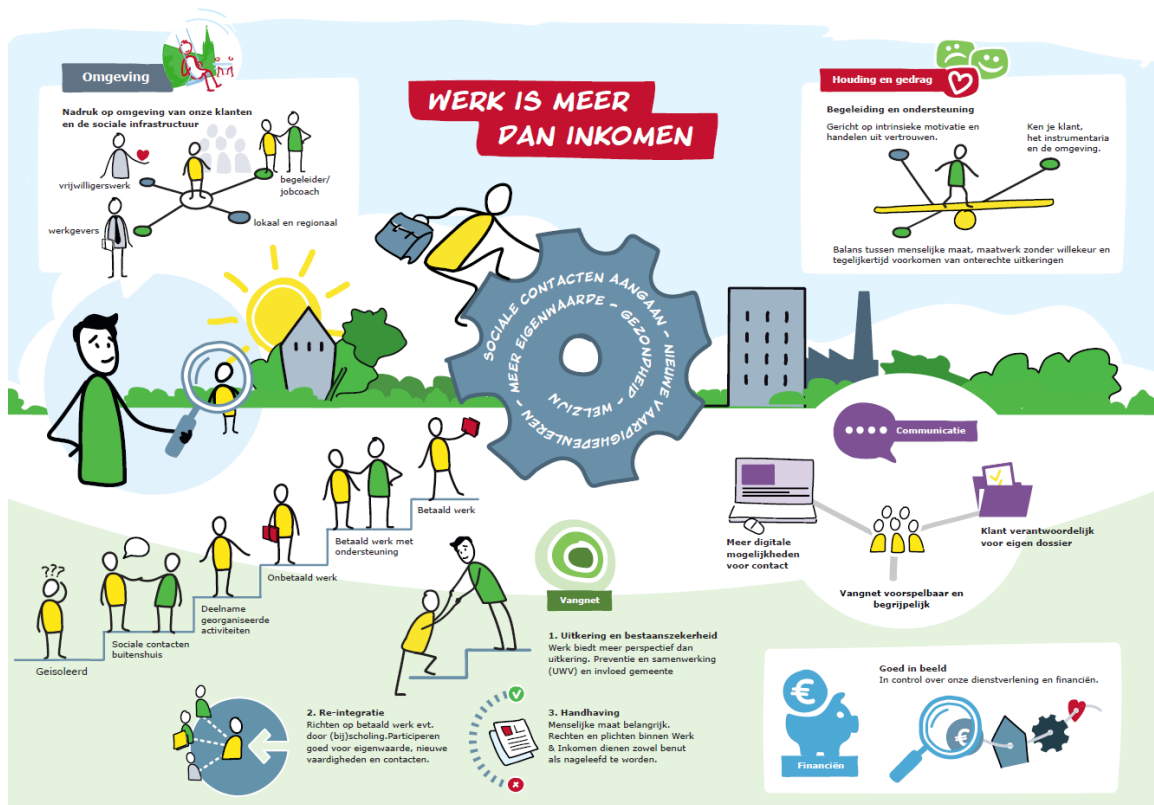 Omgeving
Nadruk op omgeving van onze klanten
en de sociale infrastructuur
vrijwilligerswerk
begeleider/
jobcoach
werkgevers
lokaal en regionaal
WERK IS MEER
DAN INKOMEN
Houding en gedrag
Begeleiding en ondersteuning
Gericht op intrinsieke motivatie en
handelen uit vertrouwen.
Ken je klant,
het instrumentaria
en de omgeving.
Balans tussen menselijke maat, maatwerk zonder willekeur en
tegelijkertijd voorkomen van onterechte uitkeringen
SOCIALE CONTACTEN AANGAAN - NIEUWE VAARDIGHEDEN LEREN - MEER EIGENWAARDE - GEZONDHEID - WELZIJN
Communicatie
Meer digitale
mogelijkheden
voor contact
Klant verantwoordelijk
voor eigen dossier
Vangnet voorspelbaar en
begrijpelijk
???
Geisoleerd
Sociale contacten
buitenshuis
Deelname
georganiseerde
activiteiten
Onbetaald werk
Betaald werk met
ondersteuning
Betaald werk
Vangnet
1. Uitkering en bestaanszekerheid
Werk biedt meer perspectief dan
uitkering. Preventie en samenwerking
(UWV) en invloed gemeente
2. Re-integratie
Richten op betaald werk evt.
door (bij)scholing.Participeren
goed voor eigenwaarde, nieuwe
vaardigheden en contacten.
3. Handhaving
Menselijke maat belangrijk.
Rechten en plichten binnen Werk
& Inkomen dienen zowel benut
als nageleefd te worden.
Goed in beeld
In control over onze dienstverlening en financiën.
€
€
Financiën